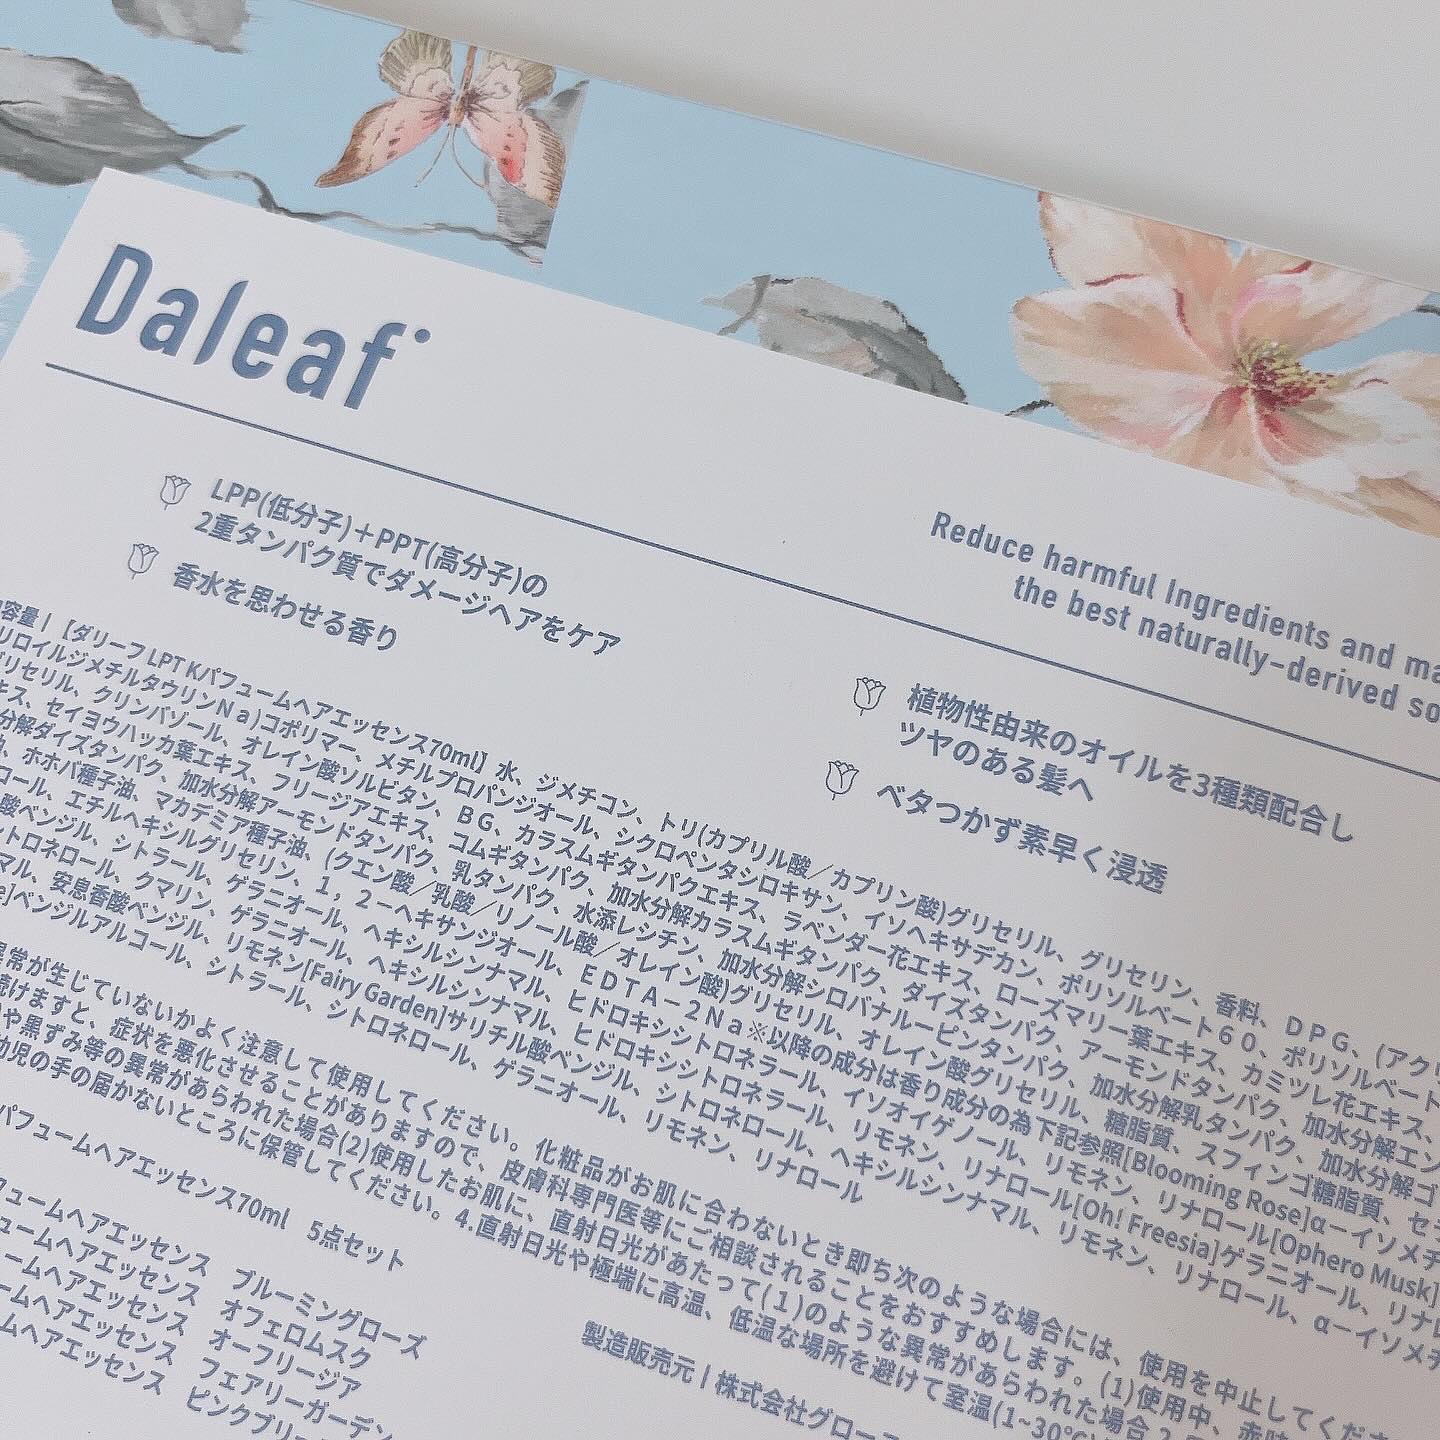 Daleaf
Reduce harmful Ingredients and
the best naturally-derived
LPP(低分子)＋PPT(高分子)の
2重タンパク質でダメージヘアをケア
香水を思わせる香り
植物性由来のオイルを3種類配合し
ツヤのある髪へ
ベタつかず素早く浸透
容量｜【ダリーフ LPT Kパフュームヘアエッセンス70ml】水、ジメチコン、トリ(カプリル酸／カプリン酸)グリセリル、グリセリン、香料、ＤＰＧ、(アクリ
リロイルジメチルタウリンＮａ)コポリマー、メチルプロパンジオール、シクロペンタシロキサン、イソヘキサデカン、ポリソルベート６０、ポリソルベート
グリセリル、クリンバゾール、オレイン酸ソルビタン、ＢＧ、カラスムギタンパクエキス、ラベンダー花エキス、ローズマリー葉エキス、カミツレ花エキス、
キス、セイヨウハッカ葉エキス、フリージアエキス、コムギタンパク、加水分解カラスムギタンパク、ダイズタンパク、アーモンドタンパク、加水分解エン
分解ダイズタンパク、加水分解アーモンドタンパク、乳タンパク、水添レシチン、加水分解シロバナルーピンタンパク、加水分解乳タンパク、加水分解ゴ
ホホバ種子油、マカデミア種子油、(クエン酸／乳酸／リノール酸／オレイン酸)グリセリル、オレイン酸グリセリル、糖脂質、スフィンゴ糖脂質、セテ
ロール、エチルヘキシルグリセリン、１，２－ヘキサンジオール、ＥＤＴＡ－２Ｎａ※以降の成分は香り成分の為下記参照[Blooming Rose]α－イソメチ
酸ベンジル、シトラール、ゲラニオール、ヘキシルシンナマル、ヒドロキシシトロネラール、イソオイゲノール、リモネン、リナロール[Ophero Musk]
シトロネロール、クマリン、ゲラニオール、ヘキシルシンナマル、ヒドロキシシトロネラール、リモネン、リナロール[Oh! Freesia]ゲラニオール、リナ
マル、安息香酸ベンジル、リモネン[Fairy Garden]サリチル酸ベンジル、シトロネロール、ヘキシルシンナマル、リモネン、リナロール、α－イソメチ
]ベンジルアルコール、シトラール、シトロネロール、ゲラニオール、リモネン、リナロール
異常が生じていないかよく注意して使用してください。化粧品がお肌に合わないとき即ち次のような場合には、使用を中止してくださ
続けますと、症状を悪化させることがありますので、皮膚科専門医等にご相談されることをおすすめします。(1)使用中、赤味
や黒ずみ等の異常があらわれた場合(2)使用したお肌に、直射日光があたって(１)のような異常があらわれた場合
幼児の手の届かないところに保管してください。4.直射日光や極端に高温、低温な場所を避けて室温(1~30℃)
製造販売元｜株式会社グロー
パフュームヘアエッセンス70ml 5点セット
フュームヘアエッセンス ブルーミングローズ
ュームヘアエッセンス オフェロムスク
ームヘアエッセンス オーフリージア
ームヘアエッセンス フェアリーガーデン
ムヘアエッセンス ピンクブリー